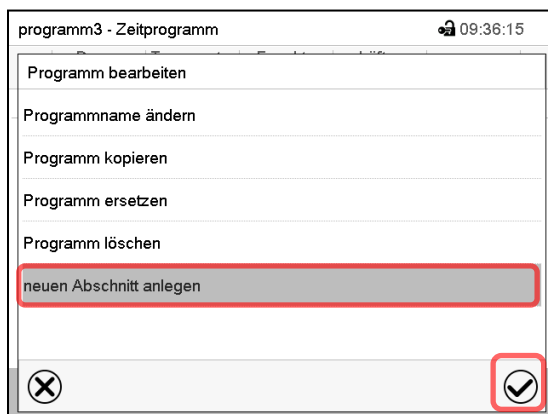 programm3 - Zeitprogramm 09:36:15
Programm bearbeiten
Programmname ändern
Programm kopieren
Programm ersetzen
Programm löschen
neuen Abschnitt anlegen